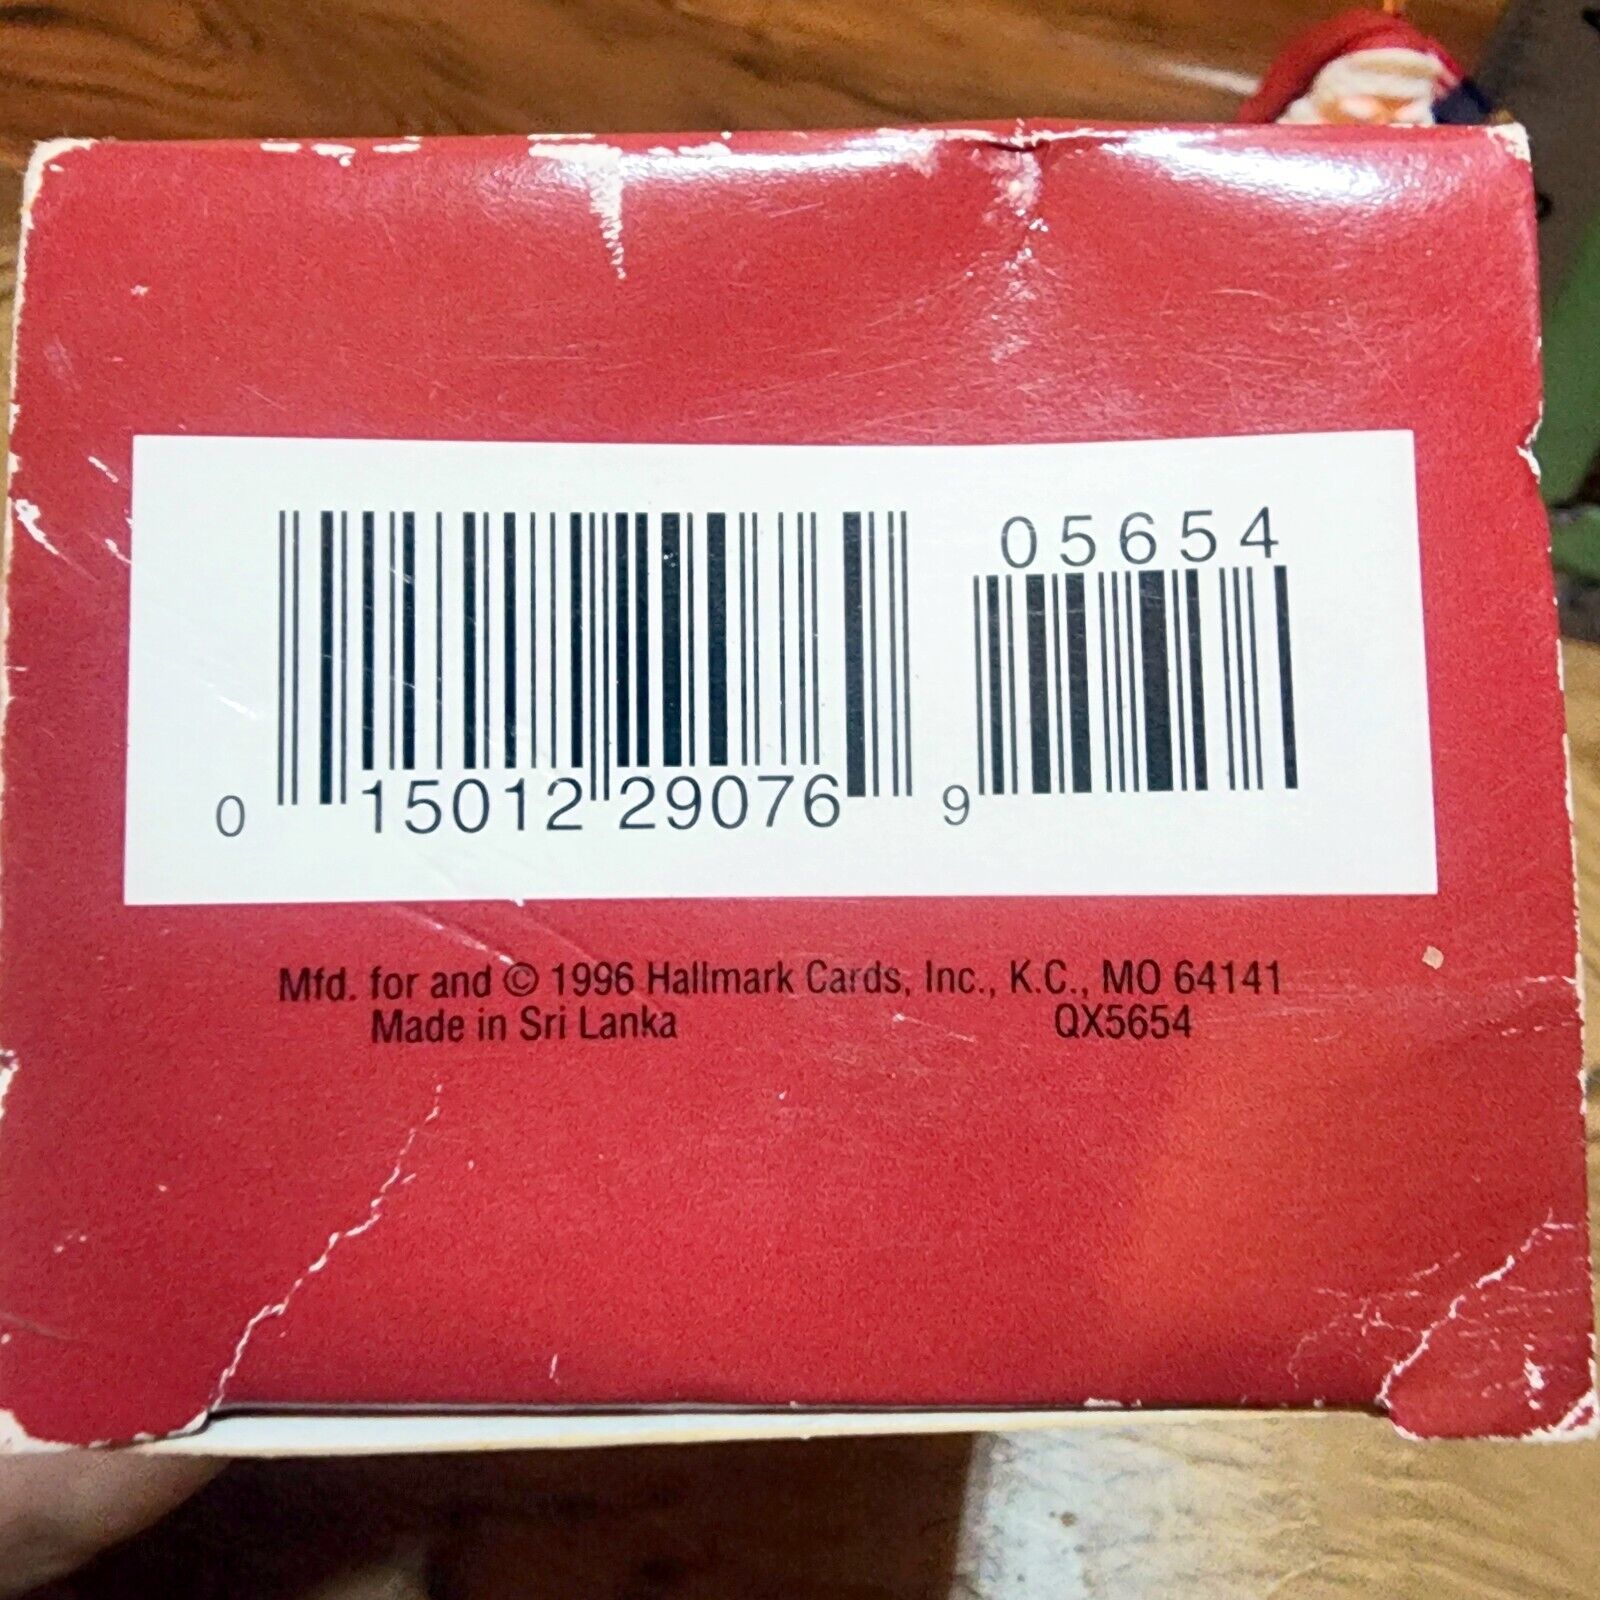 05654
0 15012 29076 9
Mfd. for and © 1996 Hallmark Cards, Inc., K.C., MO 64141
Made in Sri Lanka QX5654